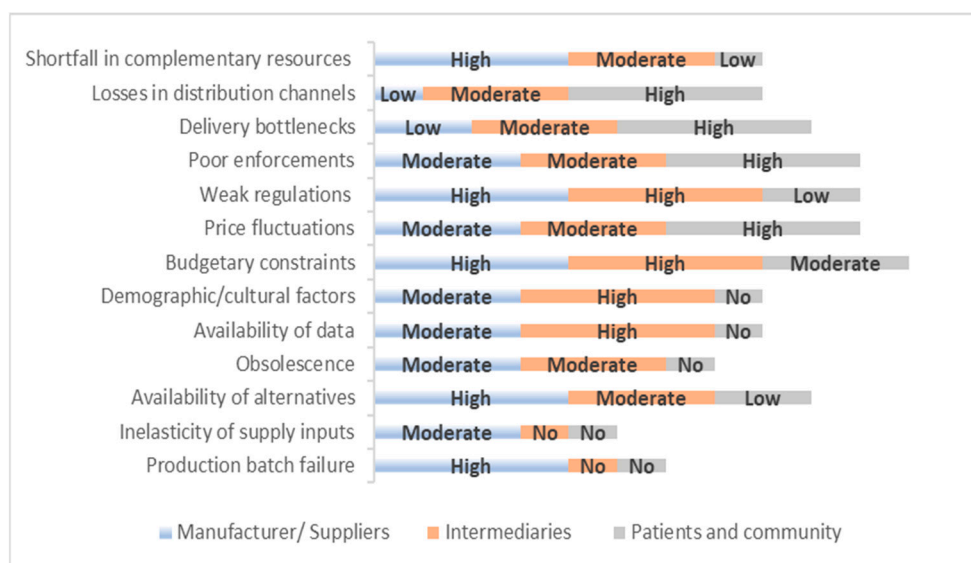 Shortfall in complementary resources High Moderate Low
Losses in distribution channels Low Moderate High
Delivery bottlenecks Low Moderate High
Poor enforcements Moderate Moderate High
Weak regulations High High Low
Price fluctuations Moderate Moderate High
Budgetary constraints High High Moderate
Demographic/cultural factors Moderate High No
Availability of data Moderate High No
Obsolescence Moderate Moderate No
Availability of alternatives High Moderate Low
Inelasticity of supply inputs Moderate No No
Production batch failure High No No
Manufacturer/ Suppliers Intermediaries Patients and community